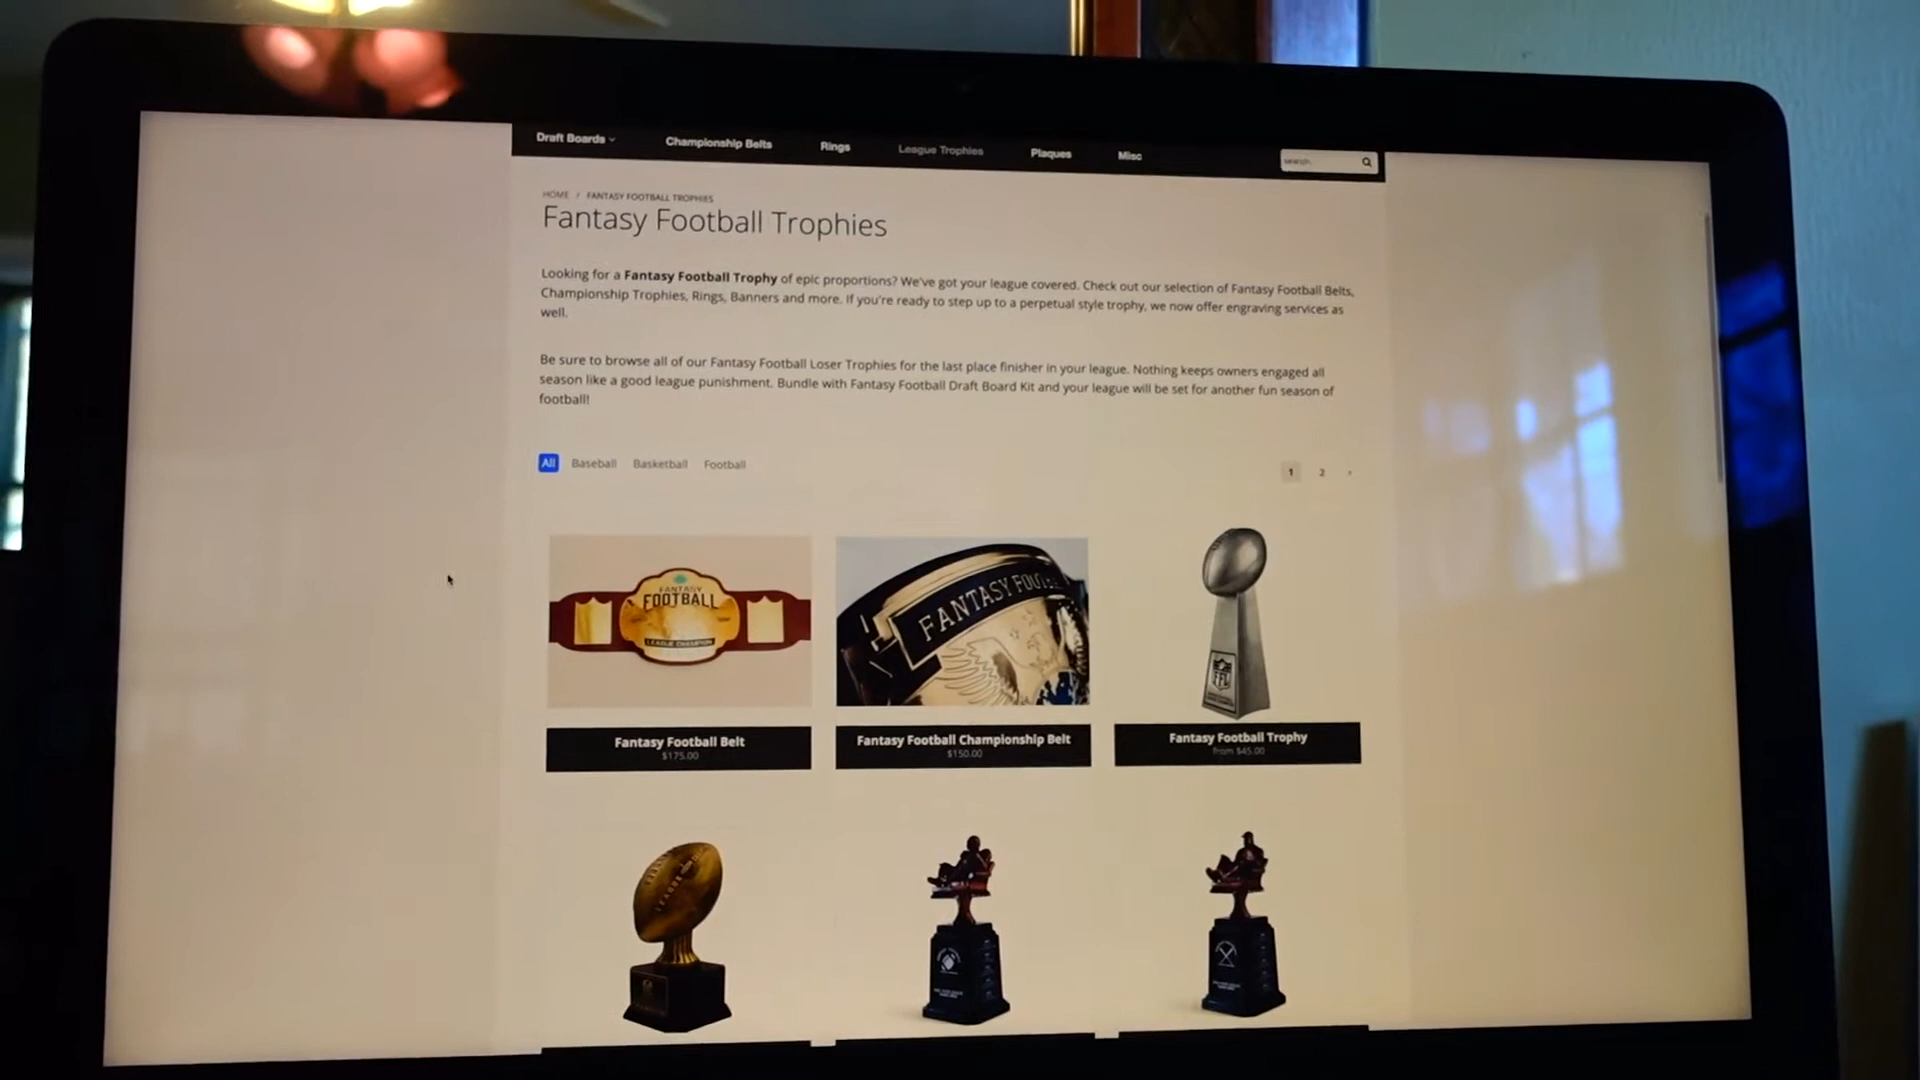 Draft Boards
Championship Belts
Rings
League Trophies
Plaques
Misc
search...
HOME / FANTASY FOOTBALL TROPHIES
Fantasy Football Trophies
Looking for a Fantasy Football Trophy of epic proportions? We've got your league covered. Check out our selection of Fantasy Football Belts,
Championship Trophies, Rings, Banners and more. If you're ready to step up to a perpetual style trophy, we now offer engraving services as
well.
Be sure to browse all of our Fantasy Football Loser Trophies for the last place finisher in your league. Nothing keeps owners engaged all
season like a good league punishment. Bundle with Fantasy Football Draft Board Kit and your league will be set for another fun season of
football!
All Baseball Basketball Football
1 2
FANTASY
FOOTBALL
LEAGUE CHAMPION
FANTASY FOOT
FFL
Fantasy Football Belt
$175.00
Fantasy Football Championship Belt
$150.00
Fantasy Football Trophy
from $45.00
LEAGUE